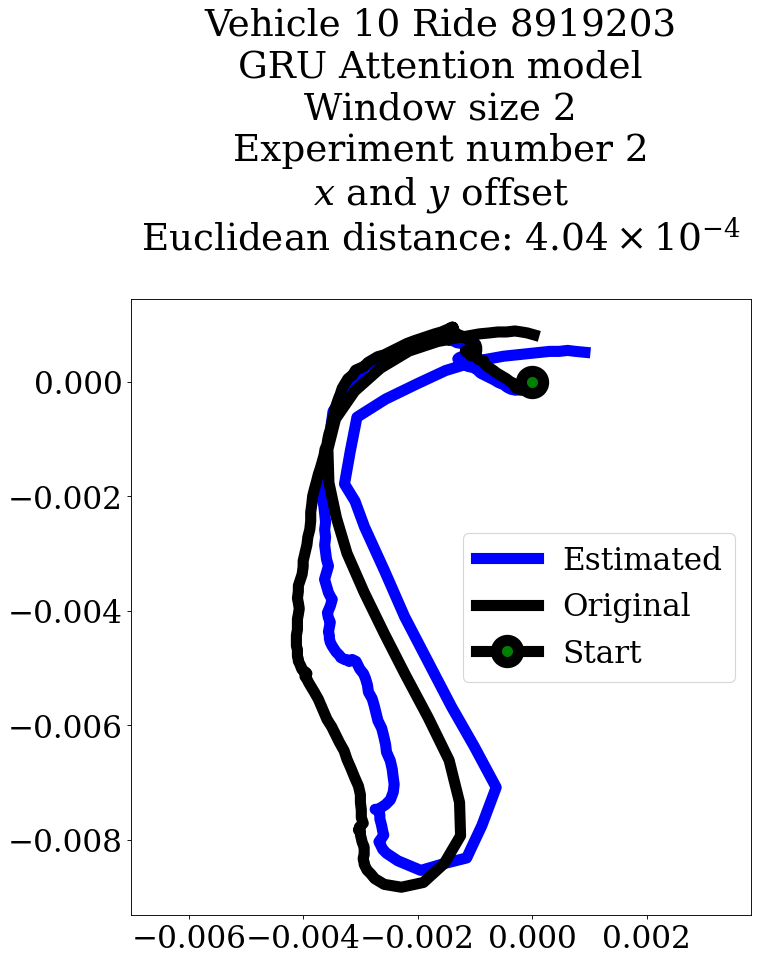 Vehicle 10 Ride 8919203
GRU Attention model
Window size 2
Experiment number 2
x and y offset
Euclidean distance: 4.04 × 10⁻⁴
0.000
−0.002
−0.004
−0.006
−0.008
Estimated
Original
Start
−0.006 −0.004 −0.002 0.000 0.002